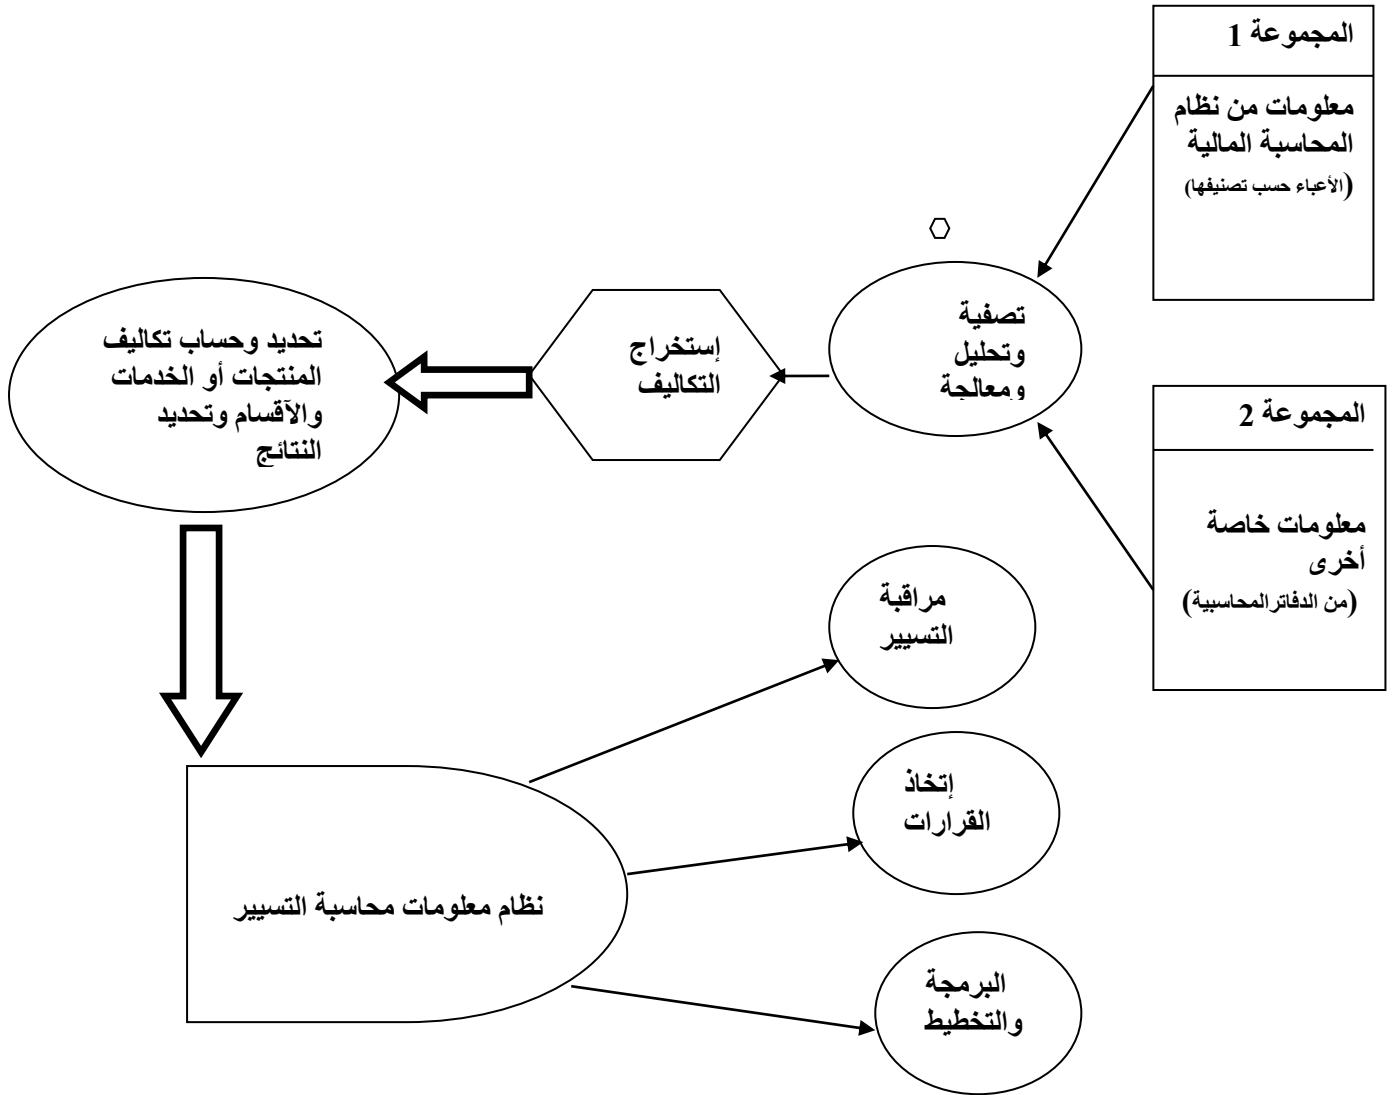 المجموعة 1
معلومات من نظام
المحاسبة المالية
(الأعباء حسب تصنيفها)
تصفية
وتحليل
ومعالجة
إستخراج
التكاليف
تحديد وحساب تكاليف
المنتجات أو الخدمات
والآقسام وتحديد
النتائج
المجموعة 2
معلومات خاصة
أخرى
(من الدفاترالمحاسبية)
مراقبة
التسيير
إتخاذ
القرارات
نظام معلومات محاسبة التسيير
البرمجة
والتخطيط